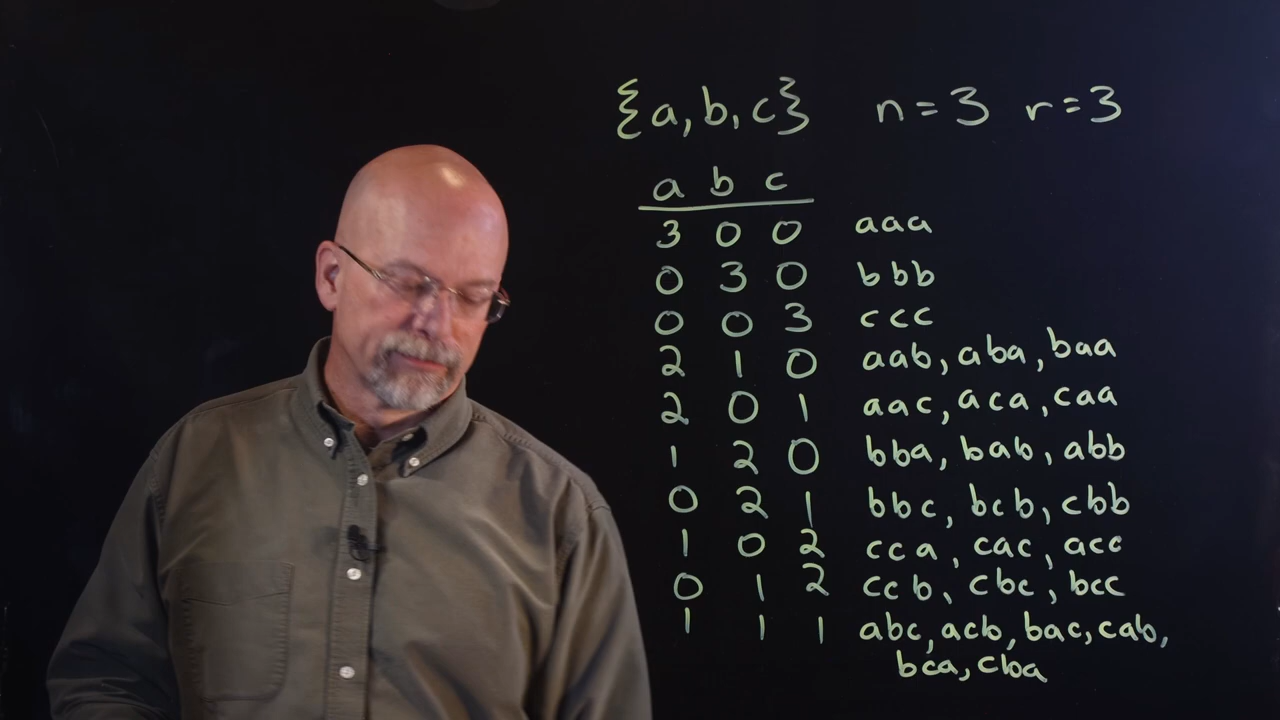 {a,b,c} n=3 r=3
a b c
3 0 0 aaa
0 3 0 bbb
0 0 3 ccc
2 1 0 aab, aba, baa
2 0 1 aac, aca, caa
1 2 0 bba, bab, abb
0 2 1 bbc, bcb, cbb
1 0 2 cca, cac, acc
0 1 2 ccb, cbc, bcc
1 1 1 abc, acb, bac, cab,
bca, cba